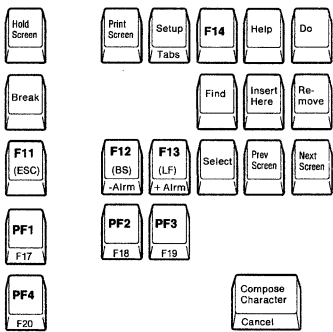 Hold
Screen
Print
Screen
Setup
Tabs
F14
Help
Do
Break
Find
Insert
Here
Re-
move
F11
(ESC)
F12
(BS)
-Alrm
F13
(LF)
+ Alrm
Select
Prev
Screen
Next
Screen
PF1
F17
PF2
F18
PF3
F19
PF4
F20
Compose
Character
Cancel